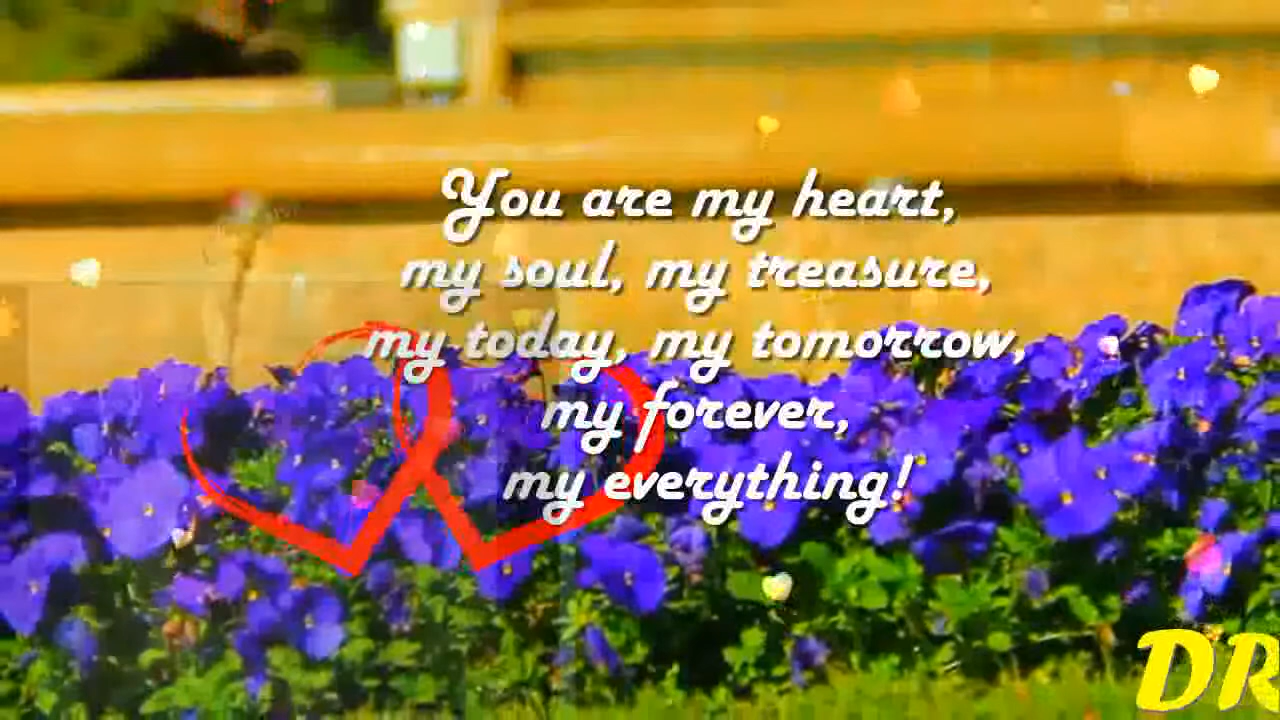 You are my heart,
my soul, my treasure,
my today, my tomorrow,
my forever,
my everything!
DR